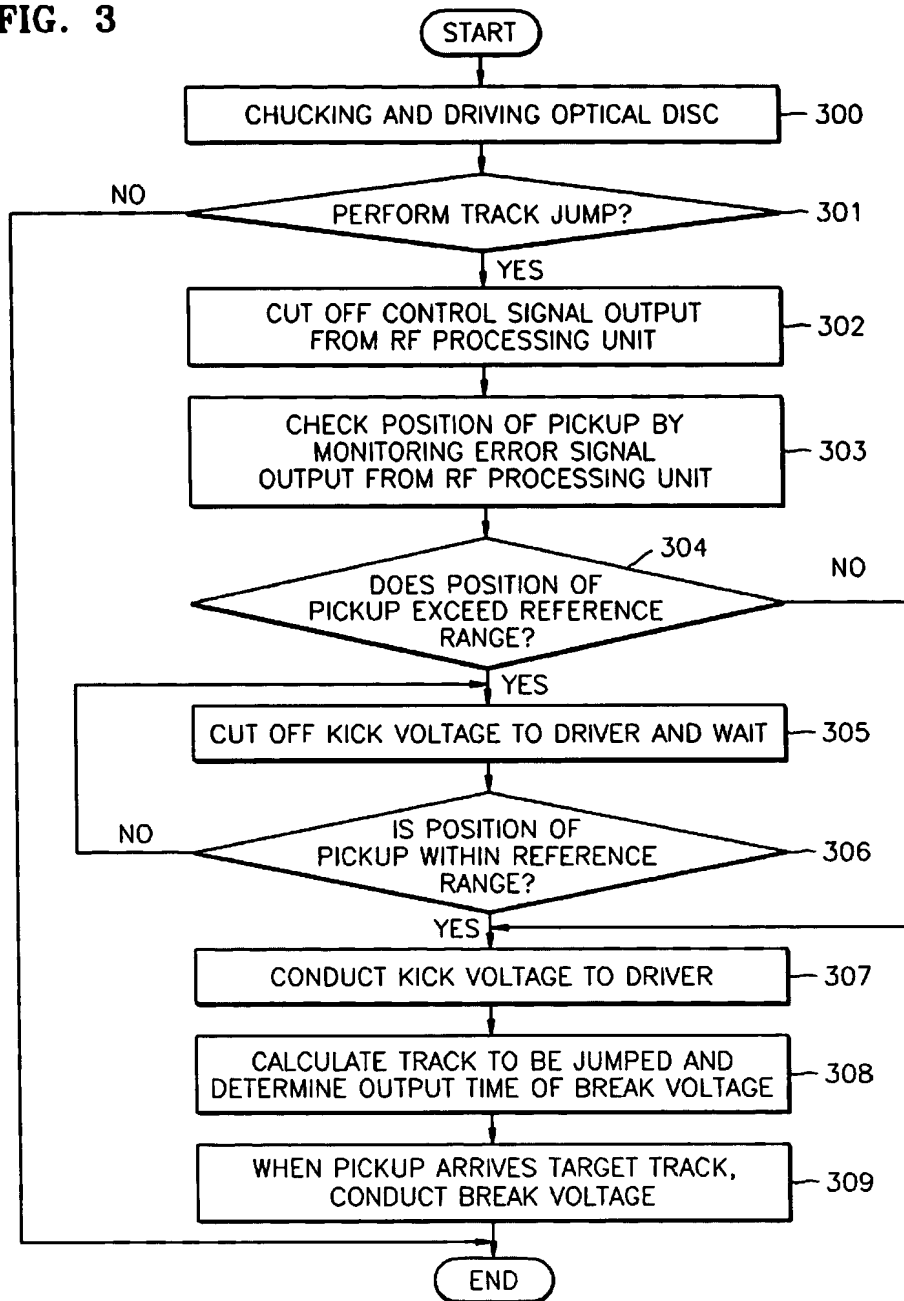 FIG. 3
START
CHUCKING AND DRIVING OPTICAL DISC
300
NO
PERFORM TRACK JUMP?
301
YES
CUT OFF CONTROL SIGNAL OUTPUT
FROM RF PROCESSING UNIT
302
CHECK POSITION OF PICKUP BY
MONITORING ERROR SIGNAL
OUTPUT FROM RF PROCESSING UNIT
303
304
NO
DOES POSITION OF
PICKUP EXCEED REFERENCE
RANGE?
YES
CUT OFF KICK VOLTAGE TO DRIVER AND WAIT
305
NO
IS POSITION OF
PICKUP WITHIN REFERENCE
RANGE?
306
YES
CONDUCT KICK VOLTAGE TO DRIVER
307
CALCULATE TRACK TO BE JUMPED AND
DETERMINE OUTPUT TIME OF BREAK VOLTAGE
308
WHEN PICKUP ARRIVES TARGET TRACK,
CONDUCT BREAK VOLTAGE
309
END